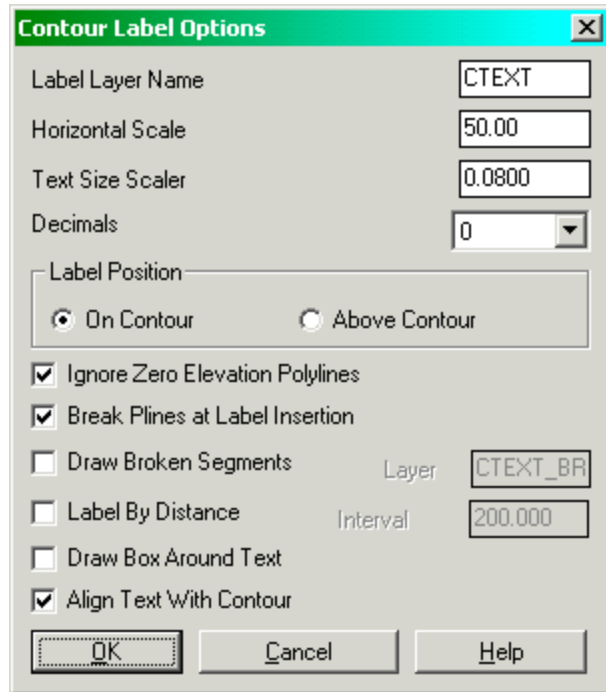 Contour Label Options
Label Layer Name CTEXT
Horizontal Scale 50.00
Text Size Scaler 0.0800
Decimals 0
Label Position
On Contour Above Contour
Ignore Zero Elevation Polylines
Break Plines at Label Insertion
Draw Broken Segments Layer CTEXT_BR
Label By Distance Interval 200.000
Draw Box Around Text
Align Text With Contour
OK Cancel Help